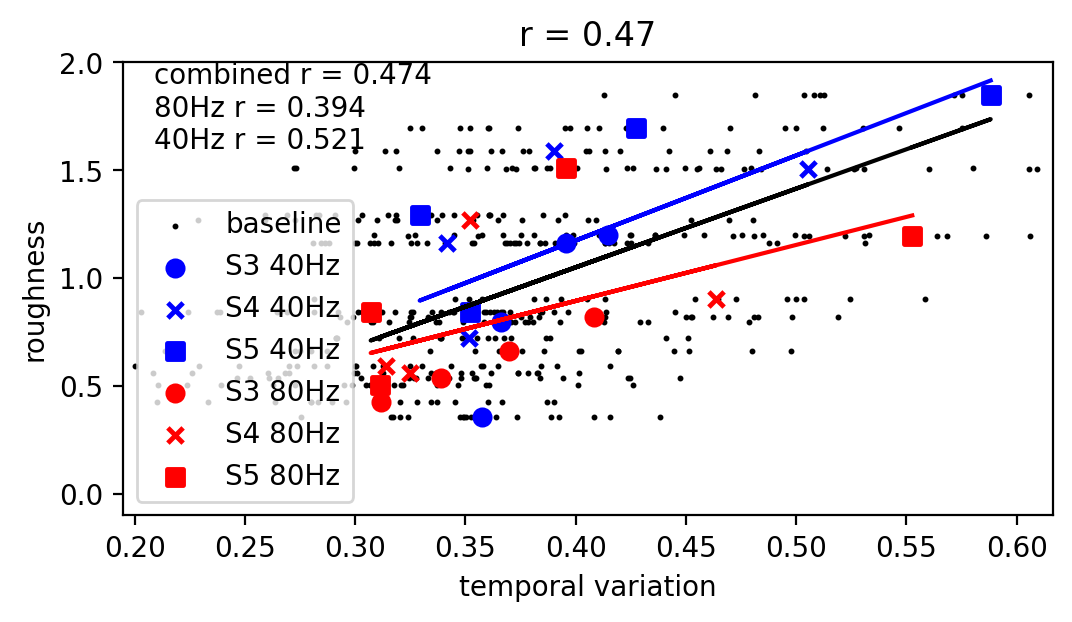 r = 0.47
combined r = 0.474
80Hz r = 0.394
40Hz r = 0.521
baseline
S3 40Hz
S4 40Hz
S5 40Hz
S3 80Hz
S4 80Hz
S5 80Hz
2.0
1.5
1.0
0.5
0.0
roughness
0.20 0.25 0.30 0.35 0.40 0.45 0.50 0.55 0.60
temporal variation